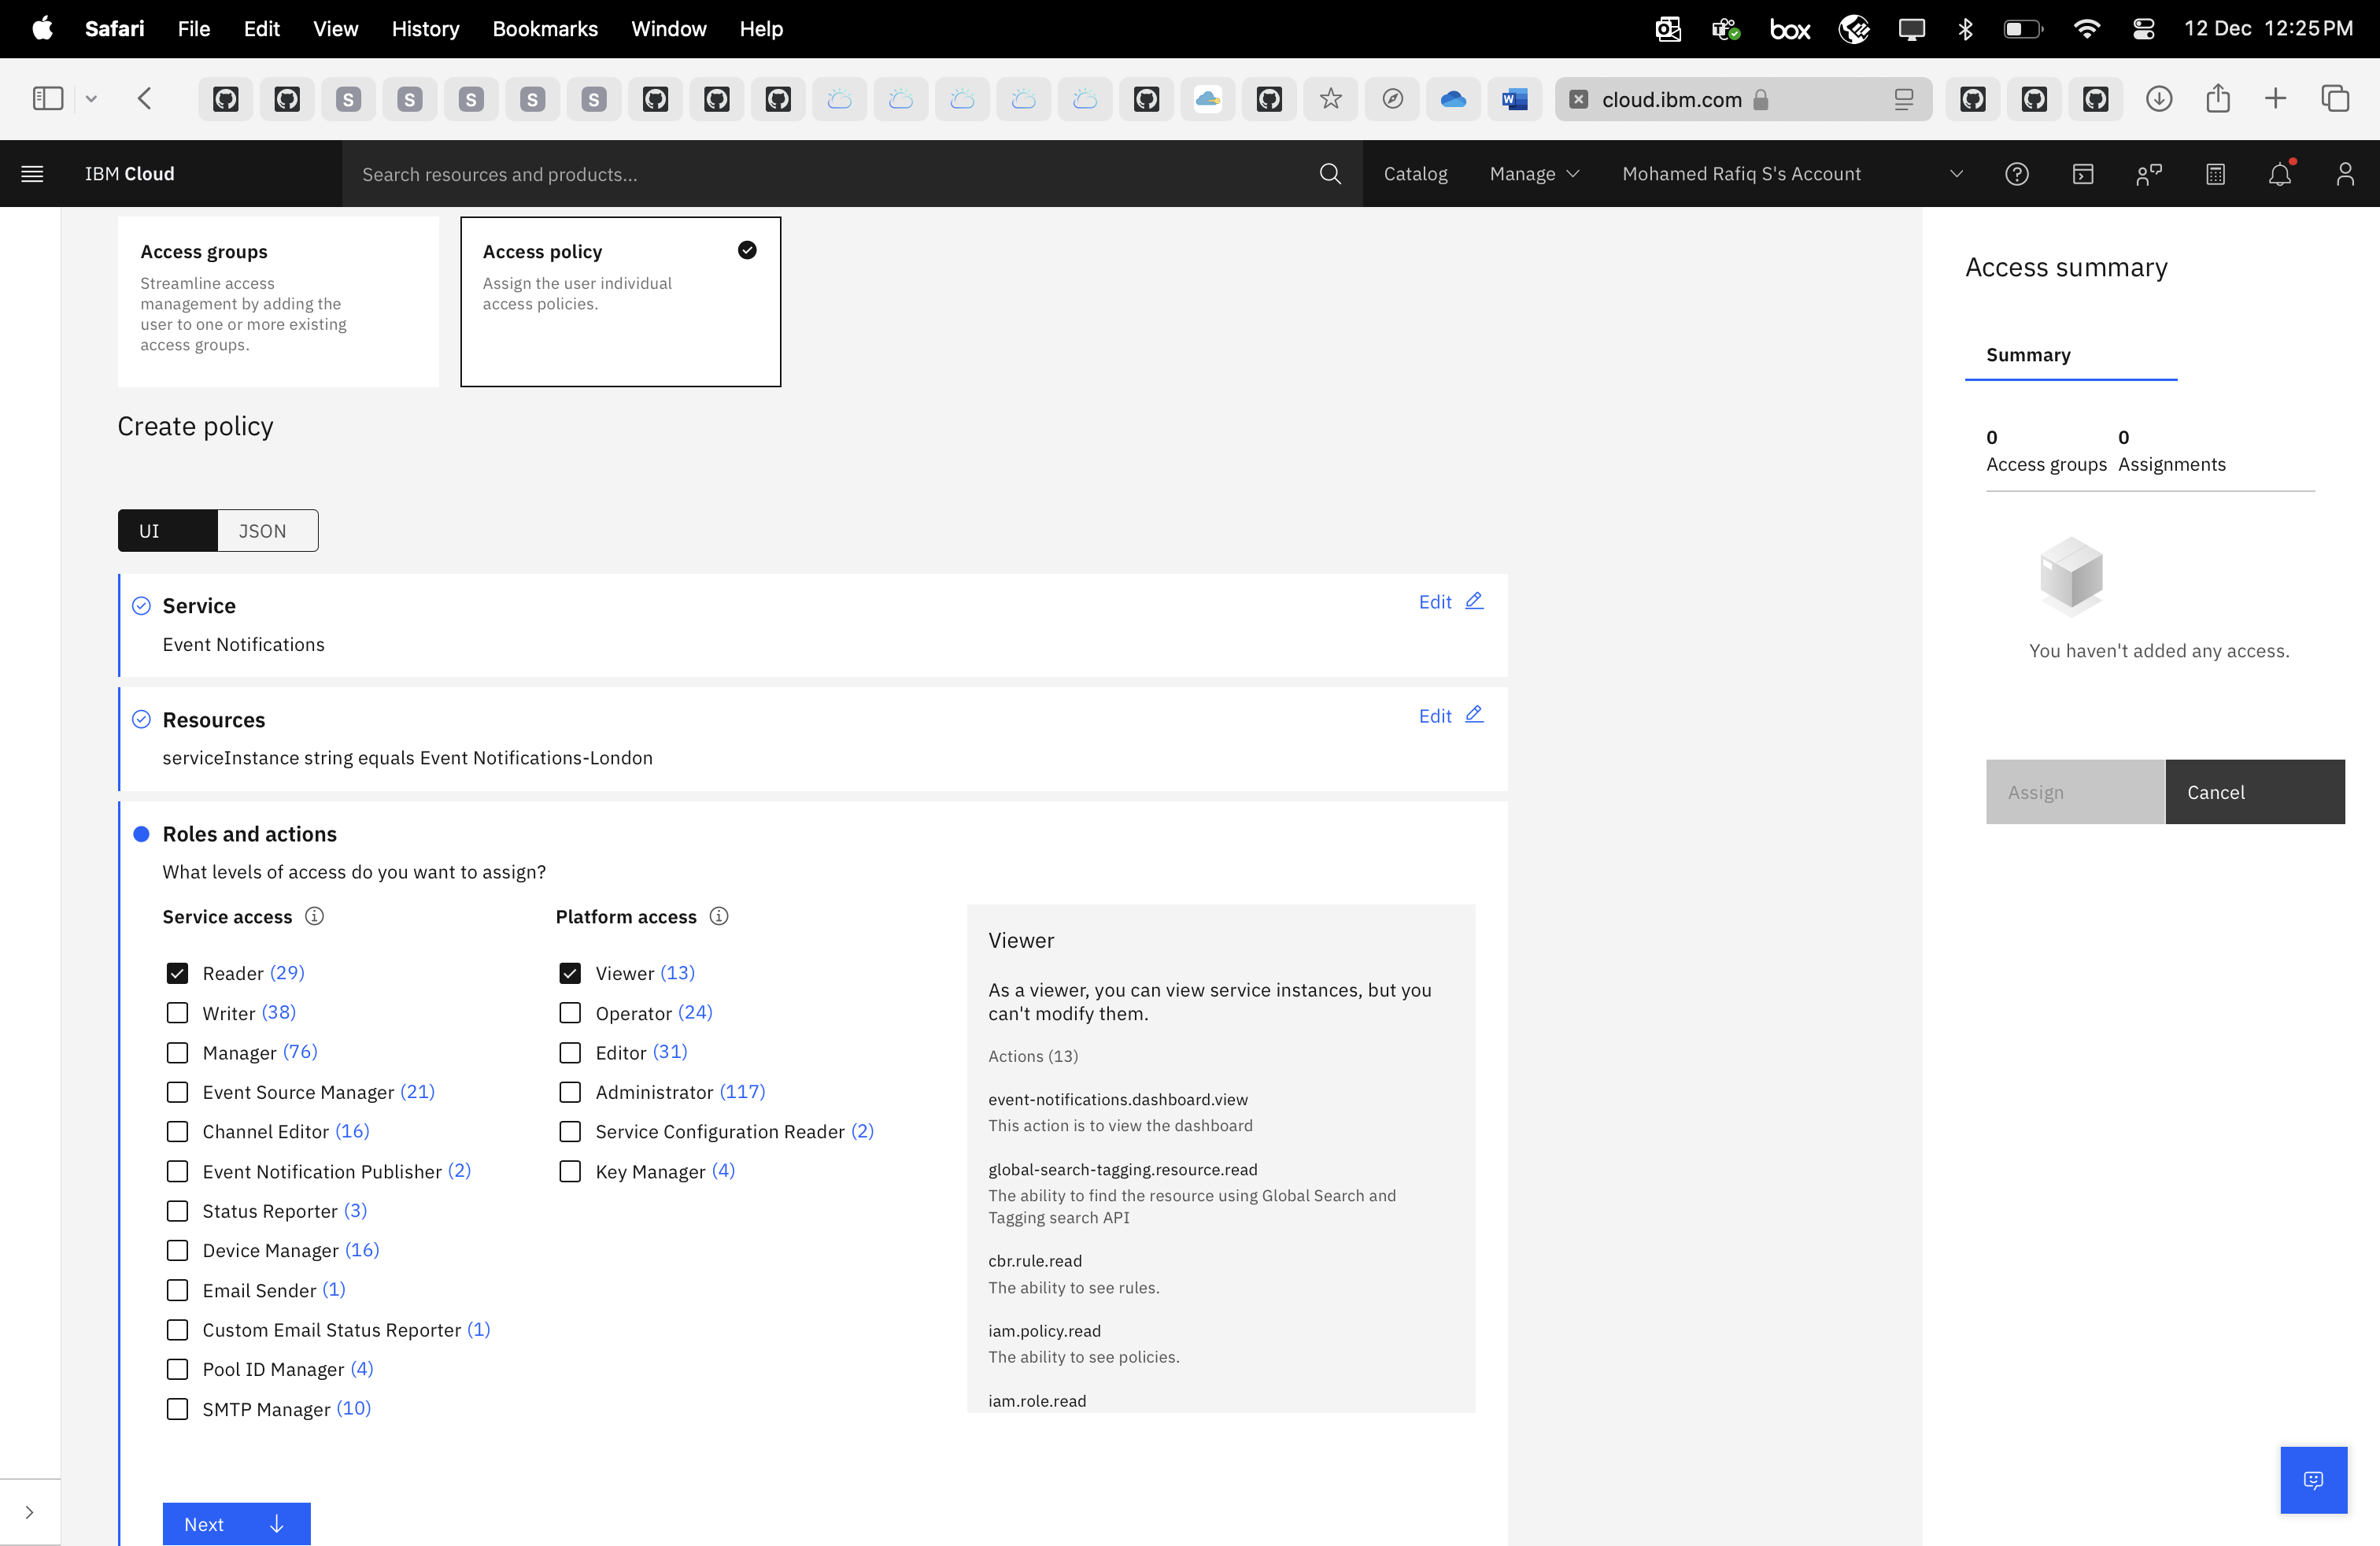 Safari File Edit View History Bookmarks Window Help
box
12 Dec 12:25 PM
S S S S S
W
cloud.ibm.com
IBM Cloud
Search resources and products...
Catalog
Manage
Mohamed Rafiq S's Account
Access groups
Streamline access
management by adding the
user to one or more existing
access groups.
Access policy
Assign the user individual
access policies.
Create policy
UI
JSON
Service
Edit
Event Notifications
Resources
Edit
serviceInstance string equals Event Notifications-London
Roles and actions
What levels of access do you want to assign?
Service access
Reader (29)
Writer (38)
Manager (76)
Event Source Manager (21)
Channel Editor (16)
Event Notification Publisher (2)
Status Reporter (3)
Device Manager (16)
Email Sender (1)
Custom Email Status Reporter (1)
Pool ID Manager (4)
SMTP Manager (10)
Platform access
Viewer (13)
Operator (24)
Editor (31)
Administrator (117)
Service Configuration Reader (2)
Key Manager (4)
Viewer
As a viewer, you can view service instances, but you
can't modify them.
Actions (13)
event-notifications.dashboard.view
This action is to view the dashboard
global-search-tagging.resource.read
The ability to find the resource using Global Search and
Tagging search API
cbr.rule.read
The ability to see rules.
iam.policy.read
The ability to see policies.
iam.role.read
Next
Access summary
Summary
0
Access groups
0
Assignments
You haven't added any access.
Assign
Cancel